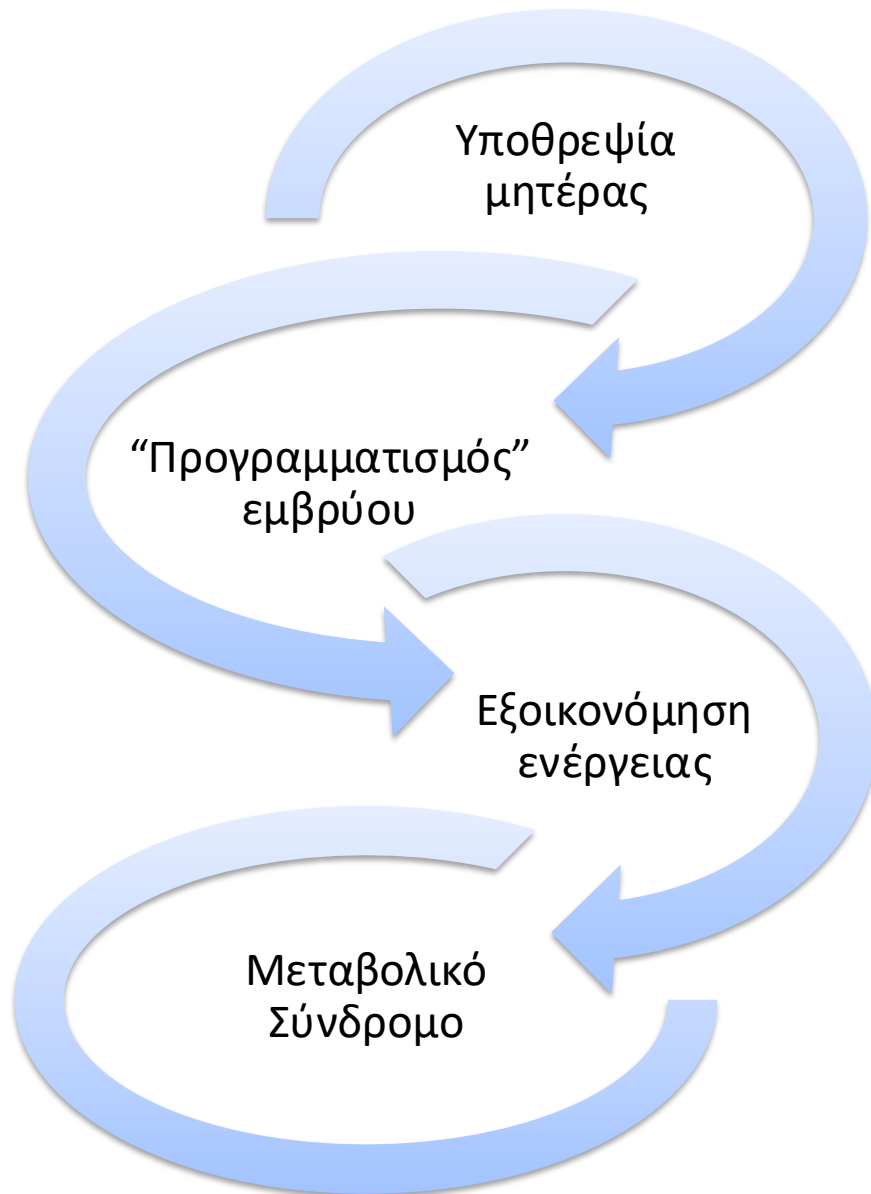 Υποθρεψία
μητέρας
“Προγραμματισμός”
εμβρύου
Εξοικονόμηση
ενέργειας
Μεταβολικό
Σύνδρομο